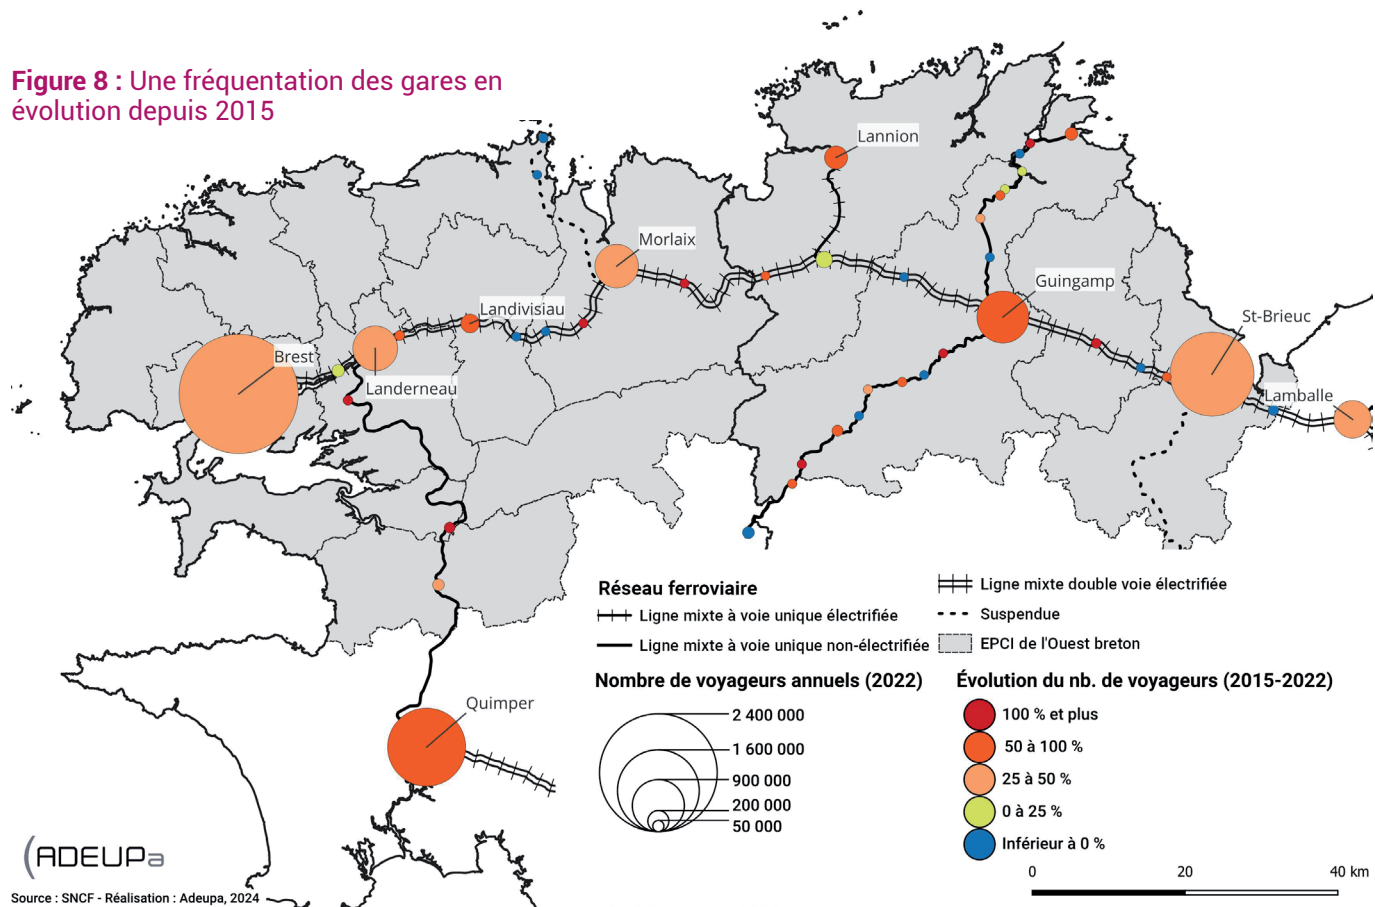 Figure 8 : Une fréquentation des gares en
évolution depuis 2015
Lannion
Morlaix
Guingamp
Landivisiau
St-Brieuc
Brest
Landerneau
Lamballe
Quimper
Réseau ferroviaire
Ligne mixte à voie unique électrifiée
Ligne mixte à voie unique non-électrifiée
Ligne mixte double voie électrifiée
Suspendue
EPCI de l'Ouest breton
Nombre de voyageurs annuels (2022)
2 400 000
1 600 000
900 000
200 000
50 000
Évolution du nb. de voyageurs (2015-2022)
100 % et plus
50 à 100 %
25 à 50 %
0 à 25 %
Inférieur à 0 %
0 20 40 km
ADEUPa
Source : SNCF - Réalisation : Adeupa, 2024